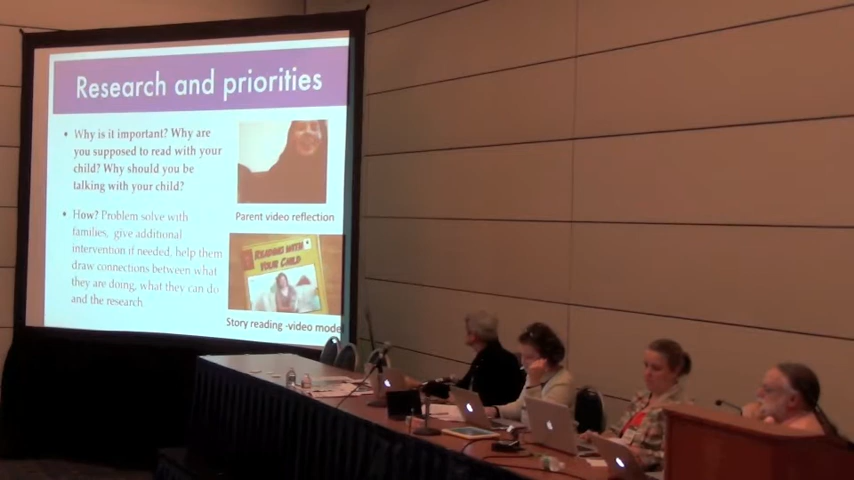 Research and priorities
• Why is it important? Why are
you supposed to read with your
child? Why should you be
talking with your child?
• How? Problem solve with
families, give additional
intervention if needed, help them
draw connections between what
they are doing, what they can do
and the research.
Parent video reflection
READING WITH
YOUR CHILD
Story reading -video mode